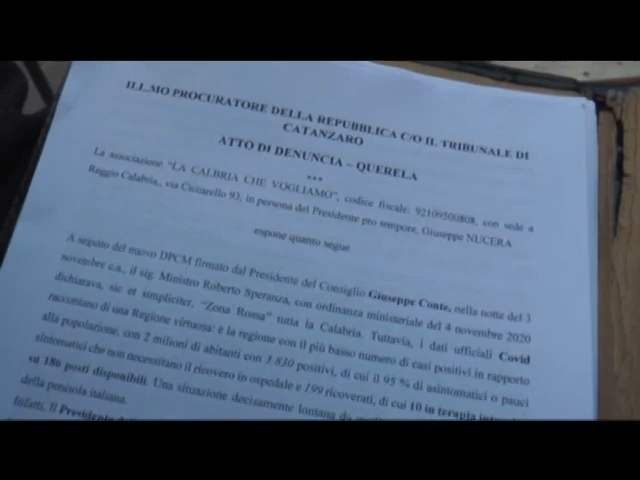 ILL.MO PROCURATORE DELLA REPUBBLICA C/O IL TRIBUNALE DI
CATANZARO
ATTO DI DENUNCIA – QUERELA
***
La associazione "LA CALBRIA CHE VOGLIAMO", codice fiscale: 92109500808, con sede a
Reggio Calabria,, via Cuzzarello 93, in persona del Presidente pro tempore, Giuseppe NUCERA
espone quanto segue
A seguito del nuovo DPCM firmato dal Presidente del Consiglio Giuseppe Conte, nella notte del 3
novembre c.a., il sig. Ministro Roberto Speranza, con ordinanza ministeriale del 4 novembre 2020
dichiarava, sic et simpliciter, "Zona Rossa" tutta la Calabria. Tuttavia, i dati ufficiali Covid
raccontano di una Regione virtuosa: è la regione con il più basso numero di casi positivi in rapporto
alla popolazione, con 2 milioni di abitanti con 3.830 positivi, di cui il 95 % di asintomatici o pauci
sintomatici che non necessitano il ricovero in ospedale e 199 ricoverati, di cui 10 in terapia
su 186 posti disponibili. Una situazione decisamente lontana da
della penisola italiana.
Infatti, Il Presidente